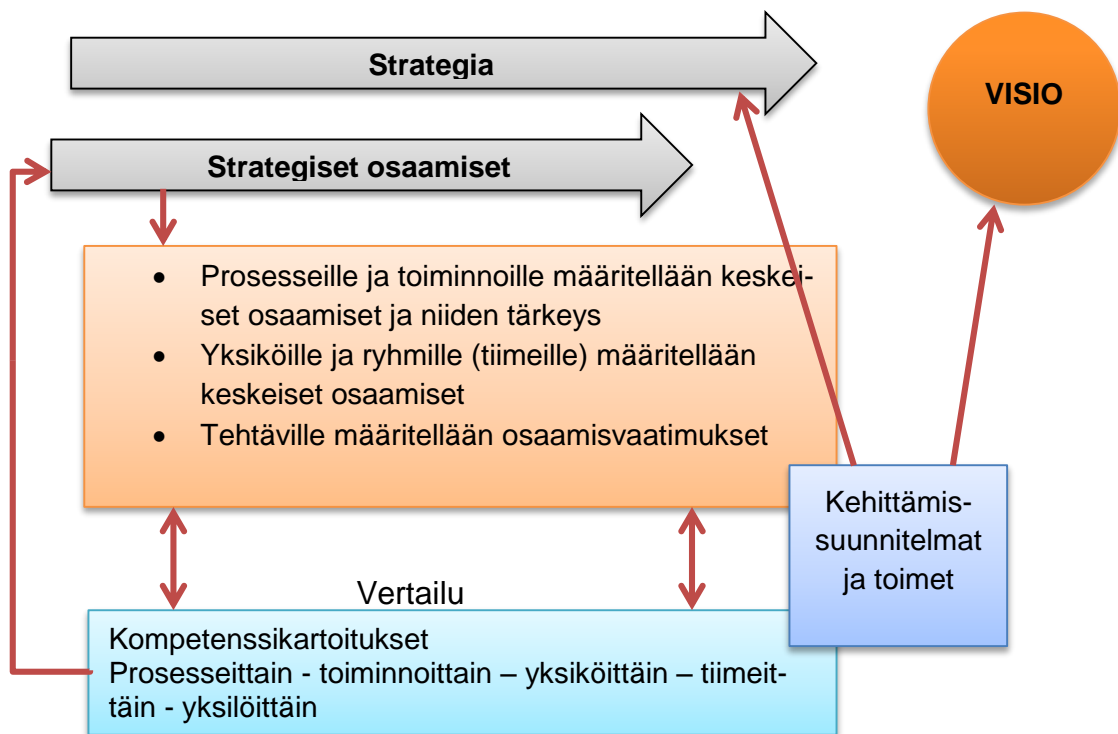 Strategia
VISIO
Strategiset osaamiset
• Prosesseille ja toiminnoille määritellään keskei-
set osaamiset ja niiden tärkeys
• Yksiköille ja ryhmille (tiimeille) määritellään
keskeiset osaamiset
• Tehtäville määritellään osaamisvaatimukset
Kehittämis-
suunnitelmat
ja toimet
Vertailu
Kompetenssikartoitukset
Prosesseittain - toiminnoittain – yksiköittäin – tiimeit-
täin - yksilöittäin